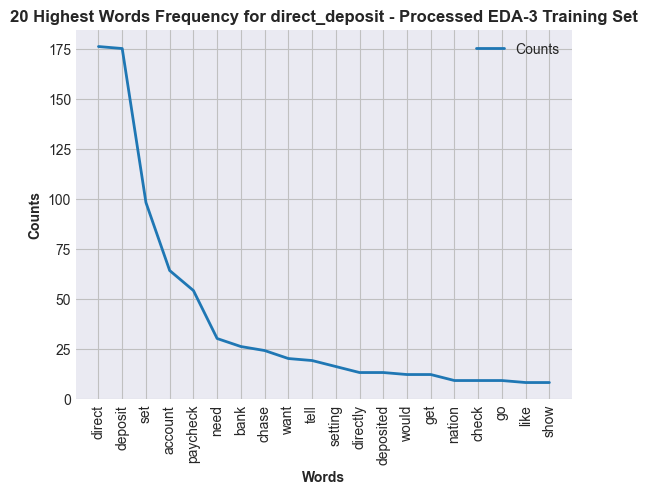 20 Highest Words Frequency for direct_deposit - Processed EDA-3 Training Set
Counts
175
150
125
100
75
50
25
0
Counts
direct
deposit
set
account
paycheck
need
bank
chase
want
tell
setting
directly
deposited
would
get
nation
check
go
like
show
Words